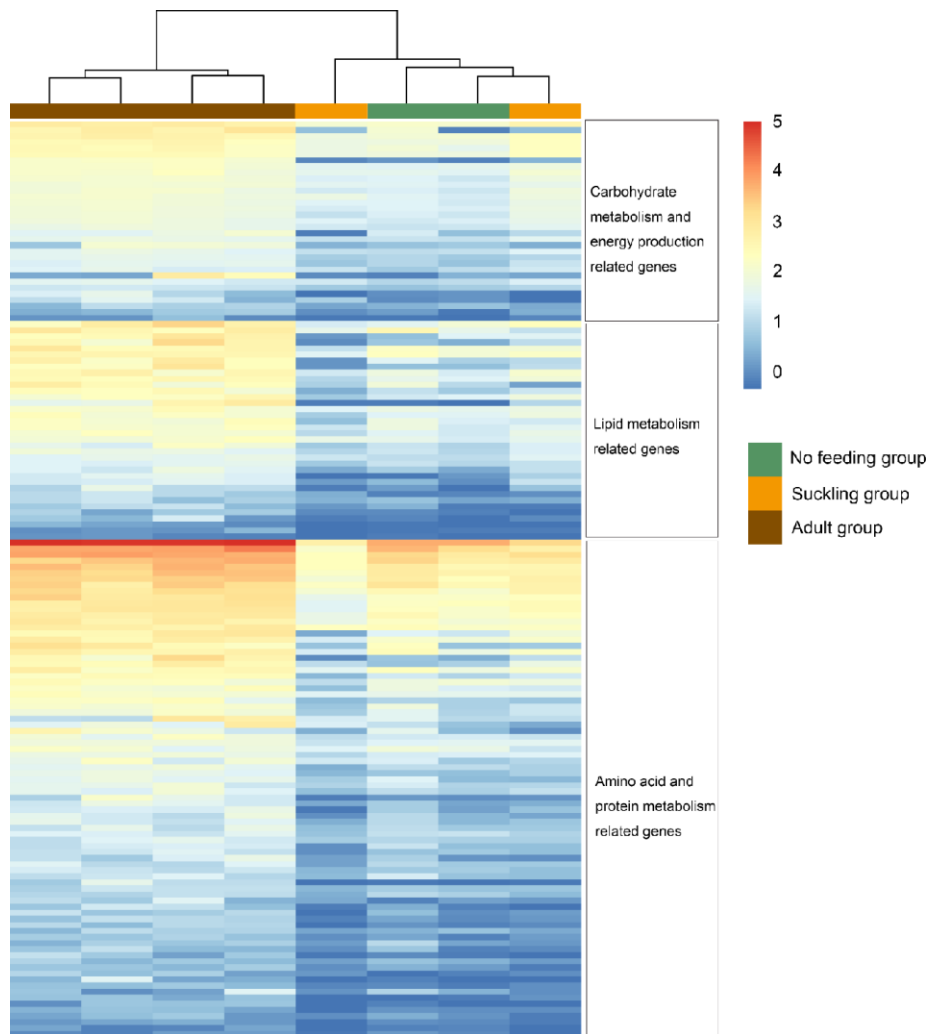 Carbohydrate
metabolism and
energy production
related genes
Lipid metabolism
related genes
Amino acid and
protein metabolism
related genes
5
4
3
2
1
0
No feeding group
Suckling group
Adult group